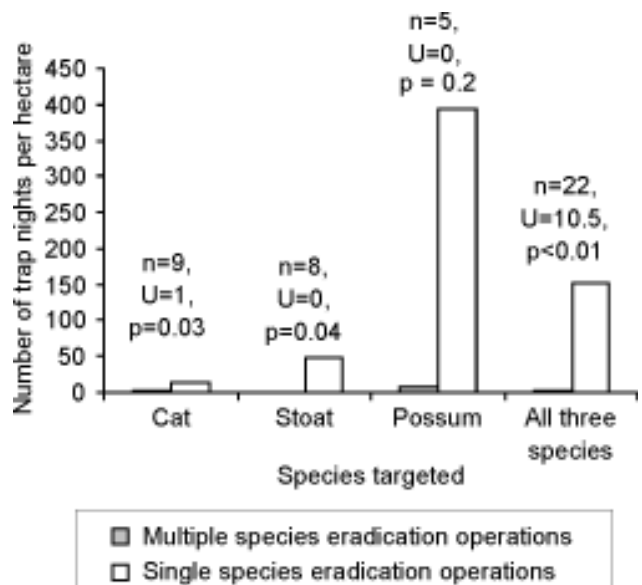 Number of trap nights per hectare
450
400
350
300
250
200
150
100
50
0
n=9,
U=1,
p=0.03
n=8,
U=0,
p=0.04
n=5,
U=0,
p = 0.2
n=22,
U=10.5,
p<0.01
Cat
Stoat
Possum
All three
species
Species targeted
Multiple species eradication operations
Single species eradication operations